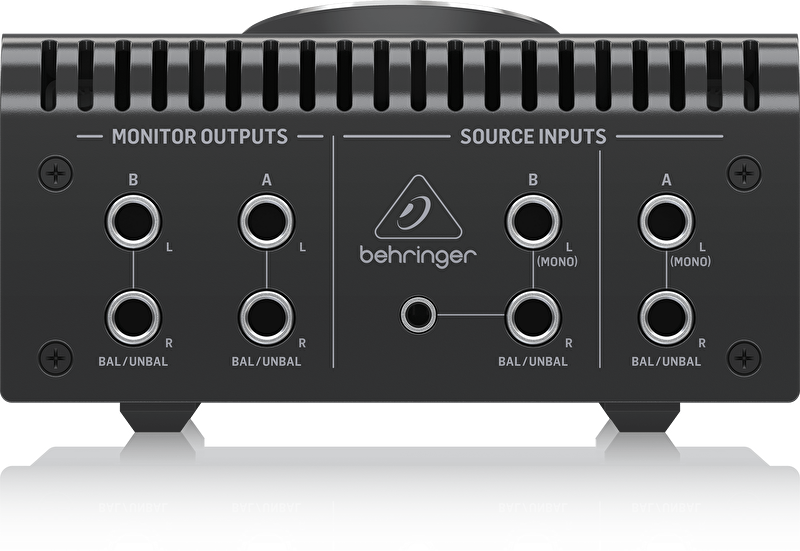 MONITOR OUTPUTS
SOURCE INPUTS
B
A
B
A
L
L
L
(MONO)
L
(MONO)
behringer
R
R
R
R
BAL/UNBAL
BAL/UNBAL
BAL/UNBAL
BAL/UNBAL